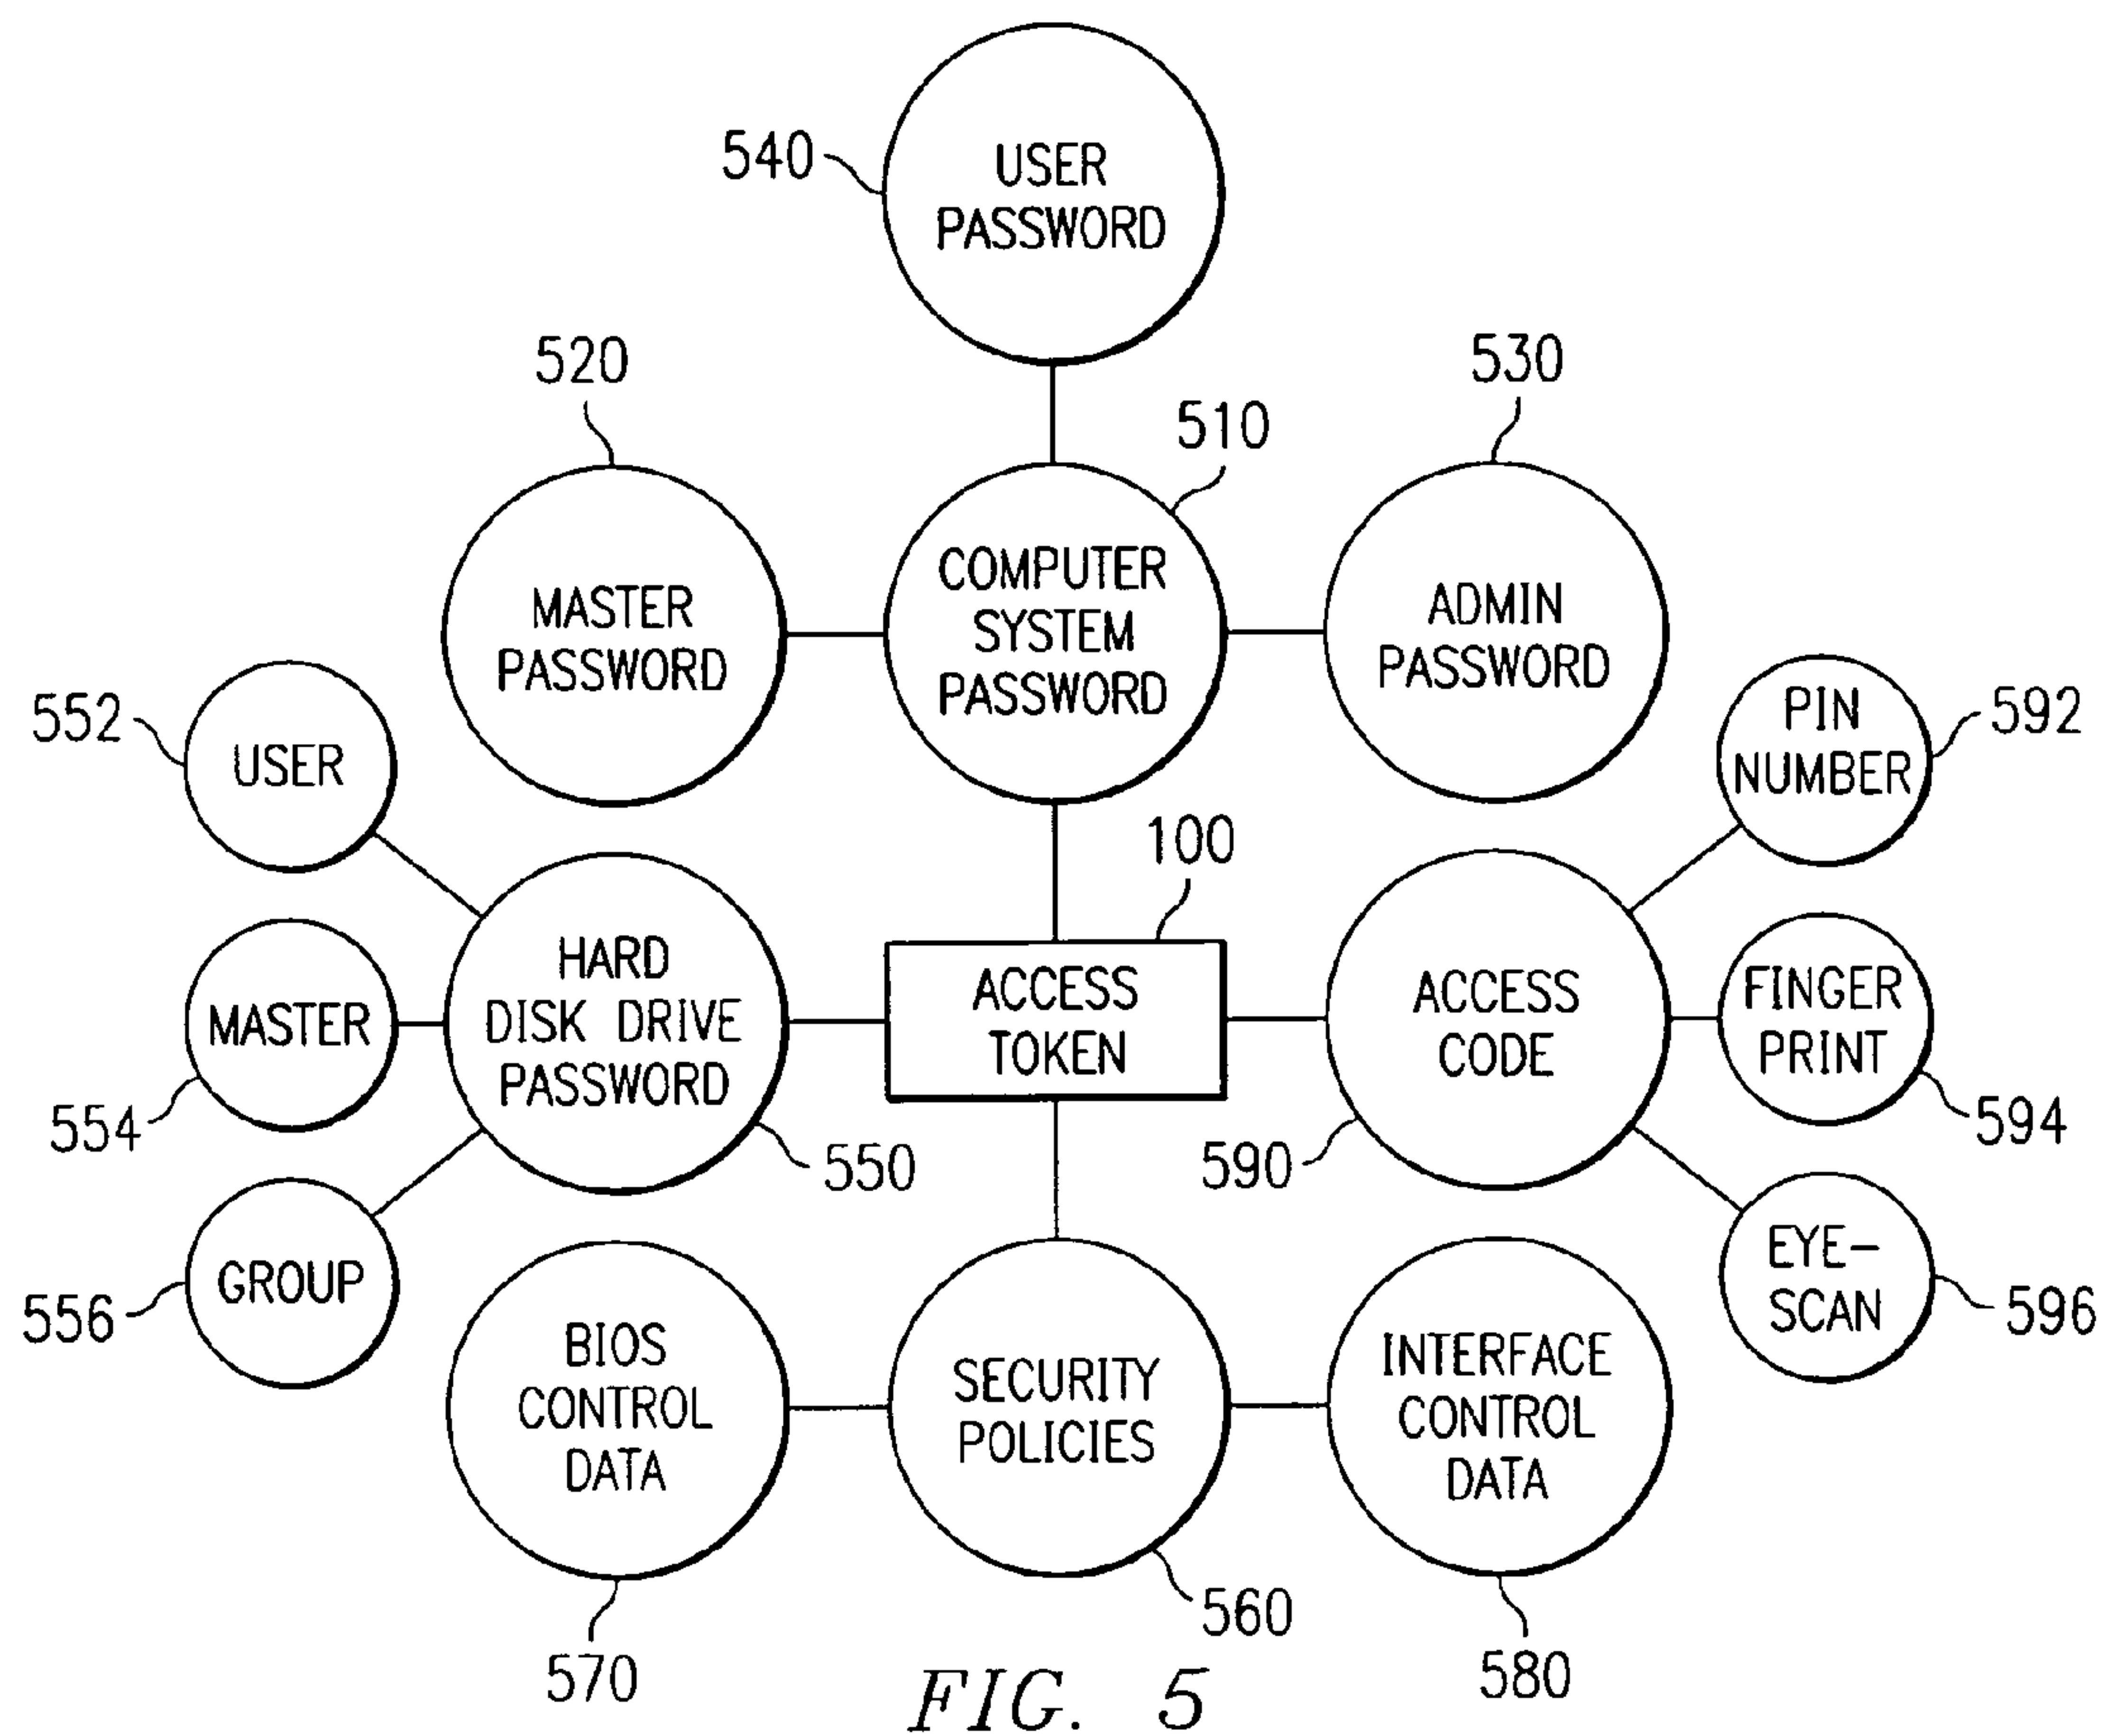 540
USER
PASSWORD
520
530
510
MASTER
PASSWORD
COMPUTER
SYSTEM
PASSWORD
ADMIN
PASSWORD
552
USER
PIN
NUMBER
592
100
MASTER
554
HARD
DISK DRIVE
PASSWORD
550
ACCESS
TOKEN
ACCESS
CODE
590
FINGER
PRINT
594
GROUP
556
EYE-
SCAN
596
BIOS
CONTROL
DATA
570
SECURITY
POLICIES
560
INTERFACE
CONTROL
DATA
580
FIG. 5